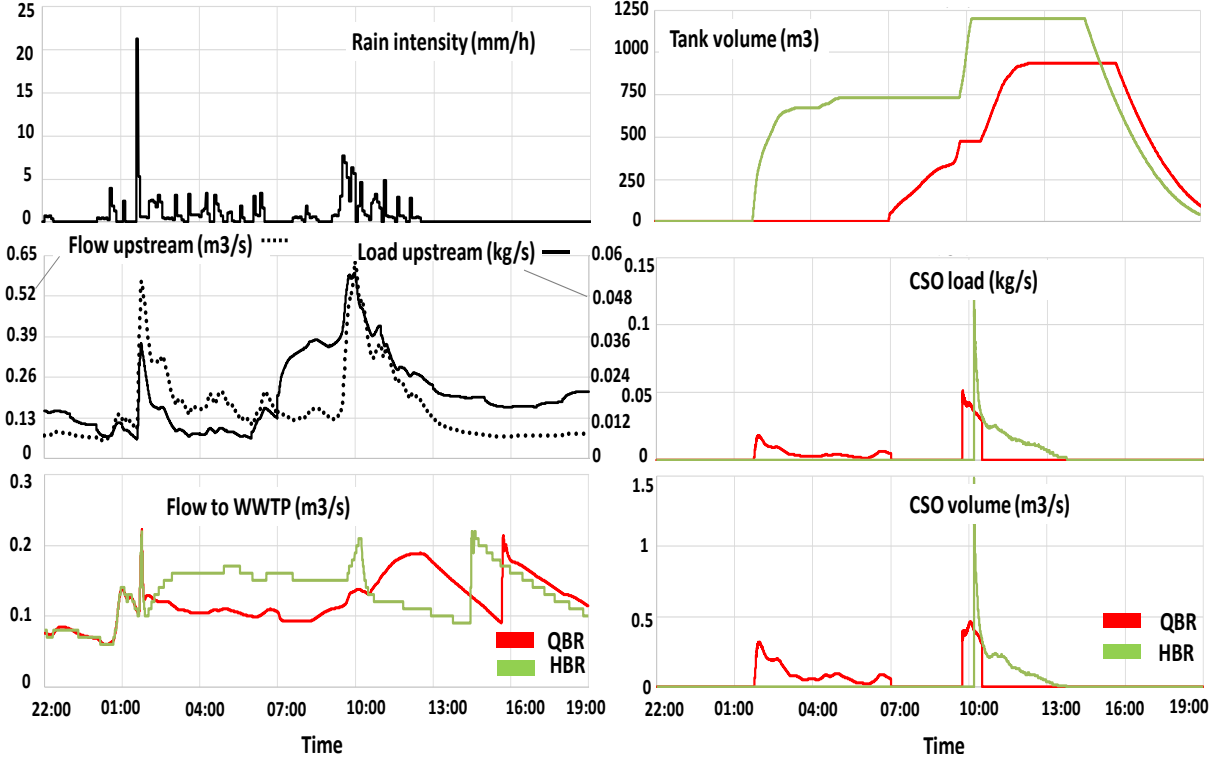 25
20
15
10
5
0
Rain intensity (mm/h)
Flow upstream (m3/s)
Load upstream (kg/s)
0.65
0.52
0.39
0.26
0.13
0
0.06
0.048
0.036
0.024
0.012
0
Flow to WWTP (m3/s)
0.3
0.2
0.1
0
QBR
HBR
22:00 01:00 04:00 07:00 10:00 13:00 16:00 19:00
Time
Tank volume (m3)
1250
1000
750
500
250
0
CSO load (kg/s)
0.15
0.1
0.05
0
CSO volume (m3/s)
1.5
1
0.5
0
QBR
HBR
22:00 01:00 04:00 07:00 10:00 13:00 16:00 19:00
Time